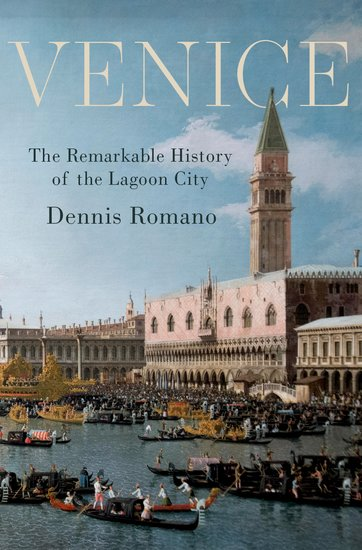 VENICE
The Remarkable History
of the Lagoon City
Dennis Romano